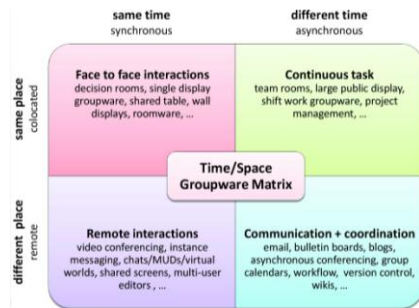 same time
synchronous
different time
asynchronous
same place
colocated
Face to face interactions
decision rooms, single display
groupware, shared table, wall
displays, roomware, ...
Continuous task
team rooms, large public display,
shift work groupware, project
management, ...
Time/Space
Groupware Matrix
different place
remote
Remote interactions
video conferencing, instance
messaging, chats/MUDs/virtual
worlds, shared screens, multi-user
editors , ...
Communication + coordination
email, bulletin boards, blogs,
asynchronous conferencing, group
calendars, workflow, version control,
wikis, ...